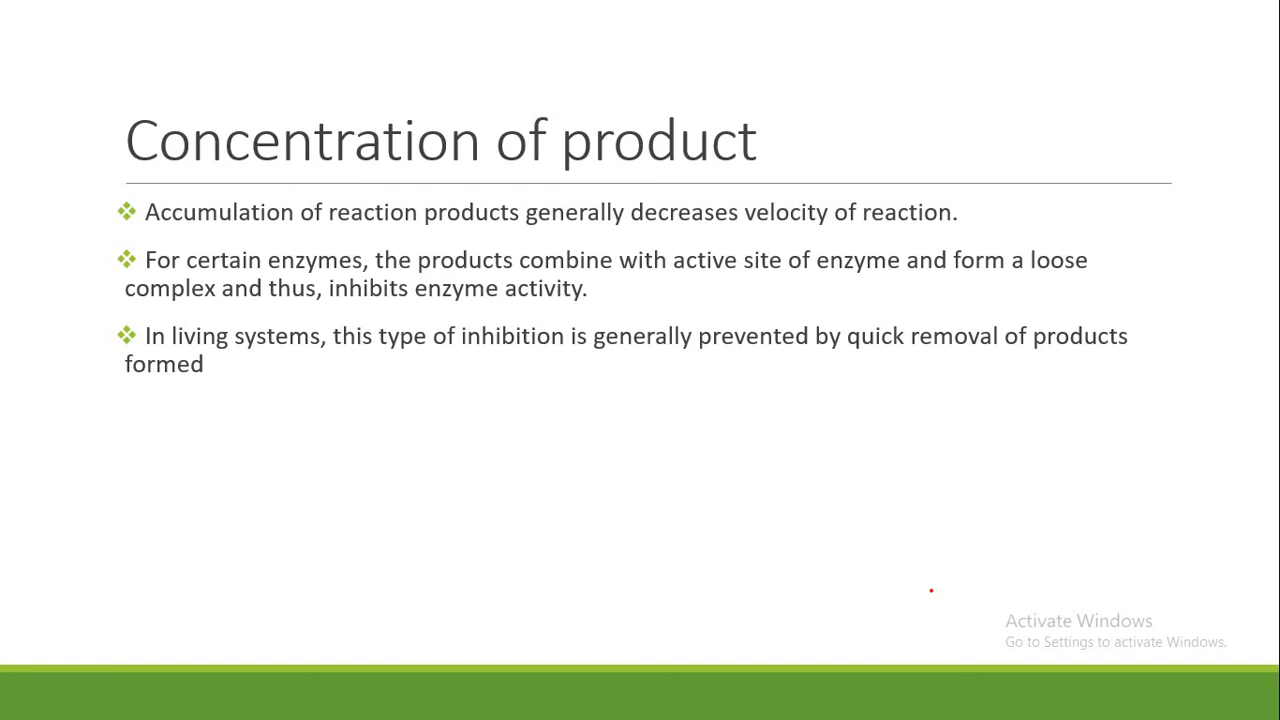 Concentration of product
Accumulation of reaction products generally decreases velocity of reaction.
For certain enzymes, the products combine with active site of enzyme and form a loose
complex and thus, inhibits enzyme activity.
In living systems, this type of inhibition is generally prevented by quick removal of products
formed
Activate Windows
Go to Settings to activate Windows.